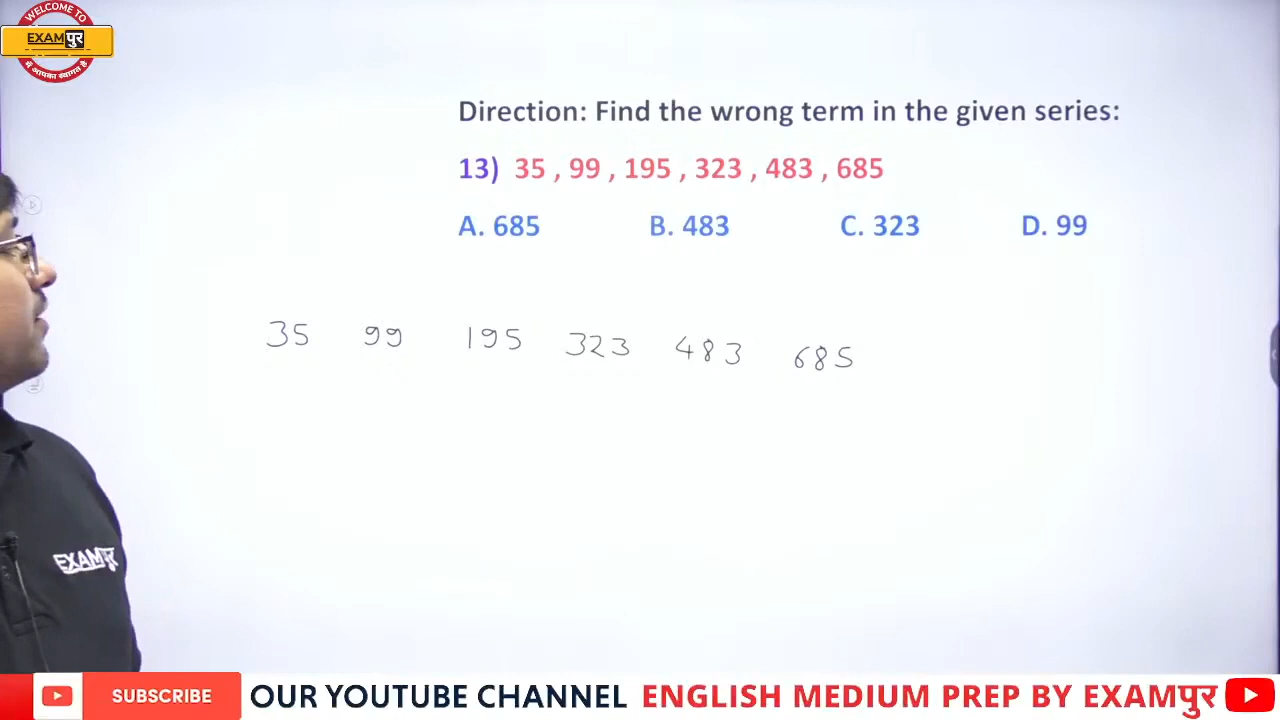 WELCOME TO
EXAMपुर
में आपका स्वागत है
Direction: Find the wrong term in the given series:
13) 35 , 99 , 195 , 323 , 483 , 685
A. 685 B. 483 C. 323 D. 99
35 99 195 323 483 685
EXAMपुर
SUBSCRIBE OUR YOUTUBE CHANNEL ENGLISH MEDIUM PREP BY EXAMपुर